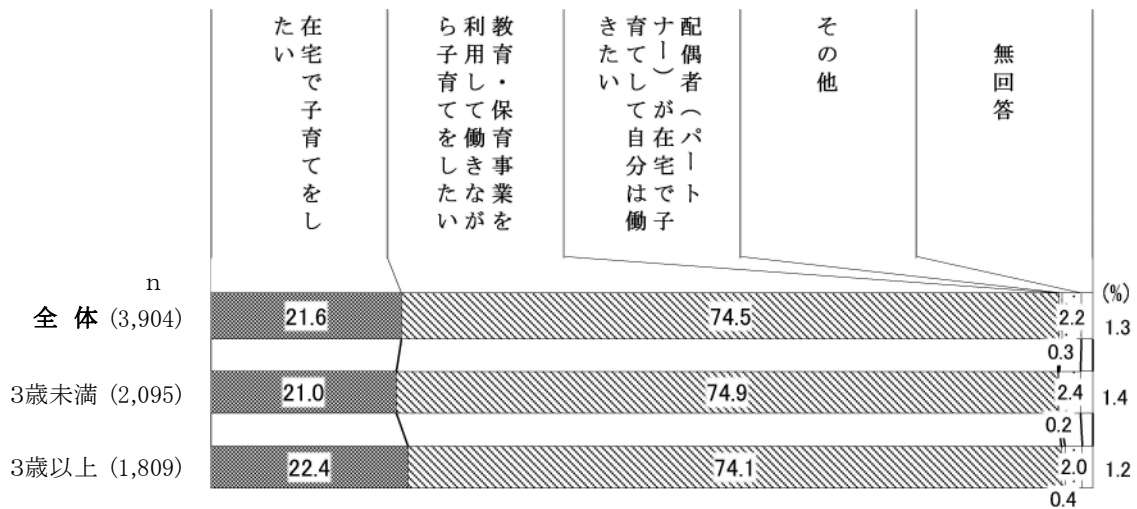 在宅で子育てをし
たい
教育・保育事業を
利用して働きなが
ら子育てをしたい
配偶者（パート
ナー）が在宅で子
育てして自分は働
きたい
その他
無回答
n
(%)
全 体 (3,904)
21.6
74.5
0.3
2.2
1.3
3歳未満 (2,095)
21.0
74.9
0.2
2.4
1.4
3歳以上 (1,809)
22.4
74.1
0.4
2.0
1.2